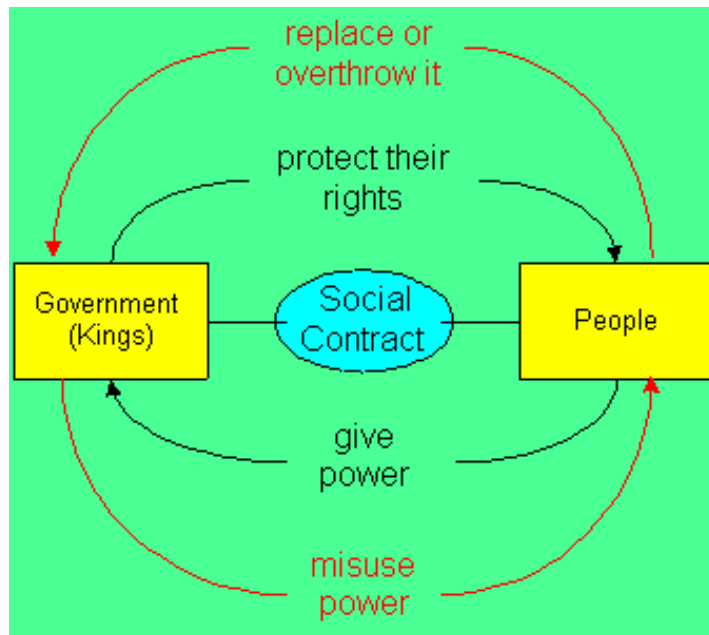 replace or
overthrow it
protect their
rights
Government
(Kings)
Social
Contract
People
give
power
misuse
power